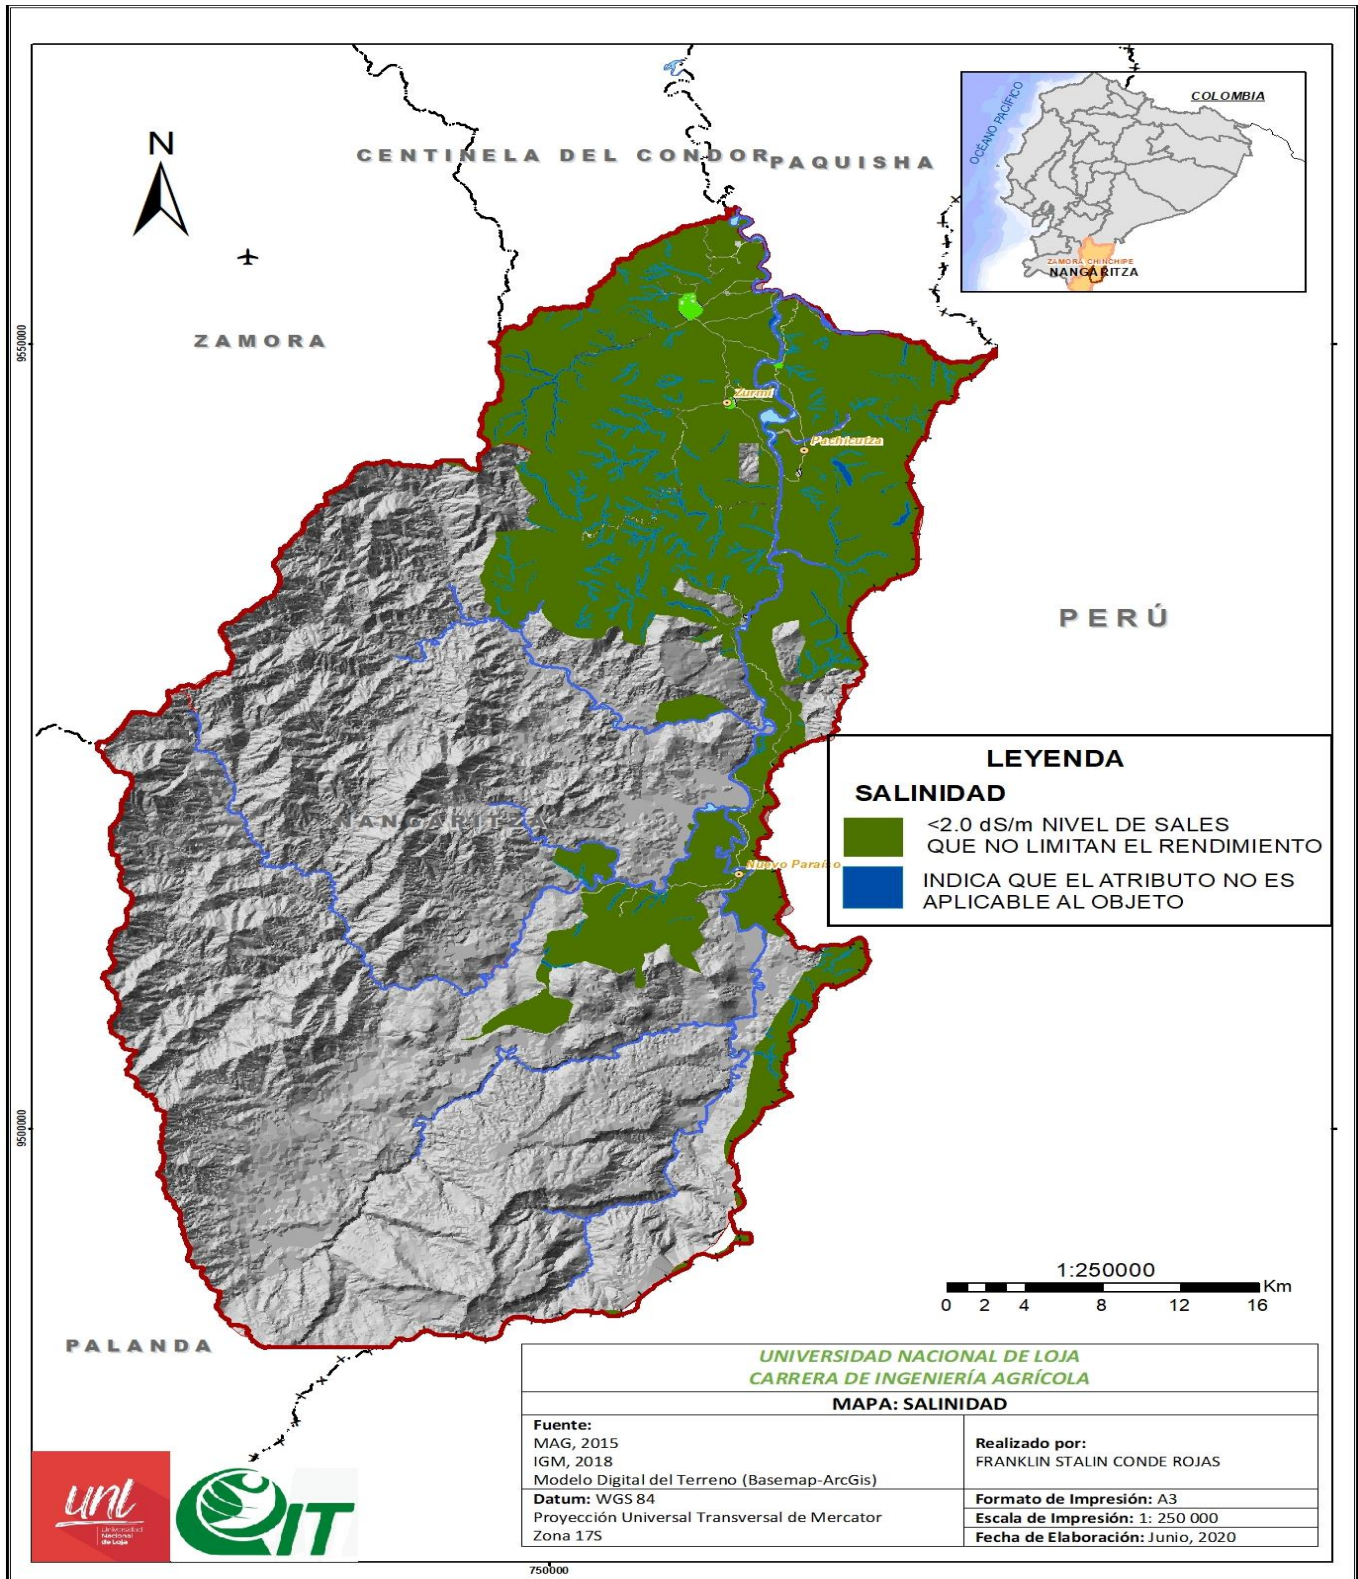 COLOMBIA
OCÉANO PACÍFICO
ZAMORA CHINCHIPE
NANGARITZA
N
CENTINELA DEL CONDOR
PAQUISHA
ZAMORA
9550000
Zurmi
Pachicutza
PERÚ
LEYENDA
SALINIDAD
<2.0 dS/m NIVEL DE SALES
QUE NO LIMITAN EL RENDIMIENTO
INDICA QUE EL ATRIBUTO NO ES
APLICABLE AL OBJETO
NANGARITZA
Nuevo Paraíso
9500000
1:250000
Km
0 2 4 8 12 16
PALANDA
UNIVERSIDAD NACIONAL DE LOJA
CARRERA DE INGENIERÍA AGRÍCOLA
MAPA: SALINIDAD
Fuente:
MAG, 2015
IGM, 2018
Modelo Digital del Terreno (Basemap-ArcGis)
Realizado por:
FRANKLIN STALIN CONDE ROJAS
Datum: WGS 84
Proyección Universal Transversal de Mercator
Zona 17S
Formato de Impresión: A3
Escala de Impresión: 1: 250 000
Fecha de Elaboración: Junio, 2020
unl
Universidad
Nacional
de Loja
IT
750000